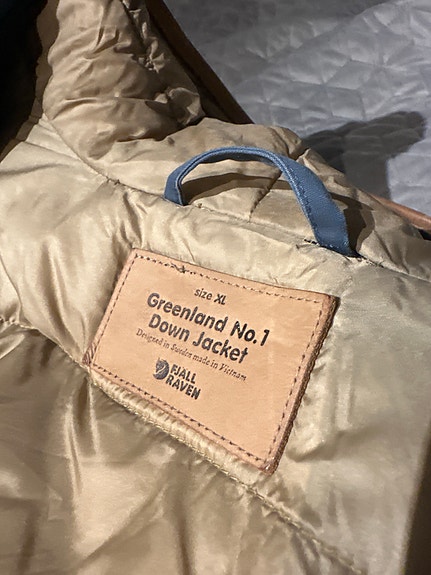 size XL
Greenland No.1
Down Jacket
Designed in Sweden made in Vietnam
FJÄLL
RÄVEN